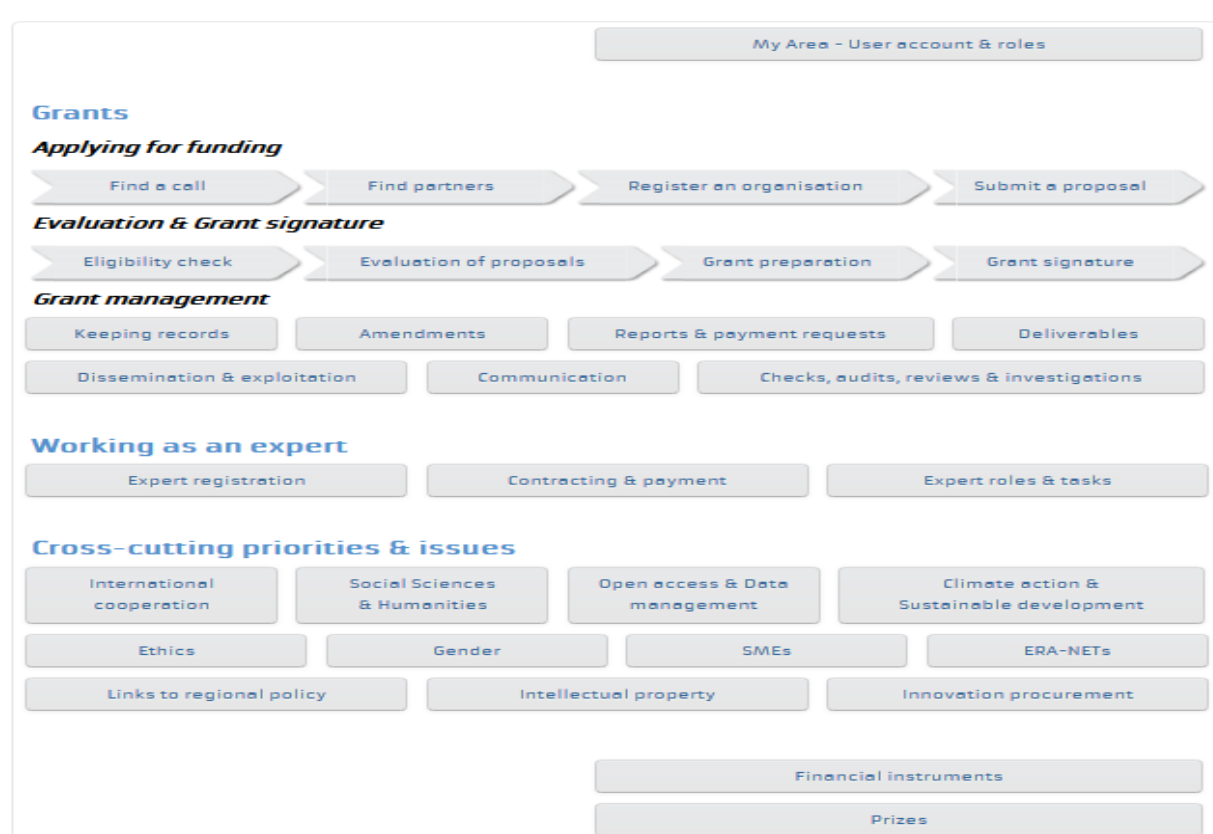 My Area - User account & roles
Grants
Applying for funding
Find a call Find partners Register an organisation Submit a proposal
Evaluation & Grant signature
Eligibility check Evaluation of proposals Grant preparation Grant signature
Grant management
Keeping records Amendments Reports & payment requests Deliverables
Dissemination & exploitation Communication Checks, audits, reviews & investigations
Working as an expert
Expert registration Contracting & payment Expert roles & tasks
Cross-cutting priorities & issues
International cooperation Social Sciences & Humanities Open access & Data management Climate action & Sustainable development
Ethics Gender SMEs ERA-NETs
Links to regional policy Intellectual property Innovation procurement
Financial instruments
Prizes